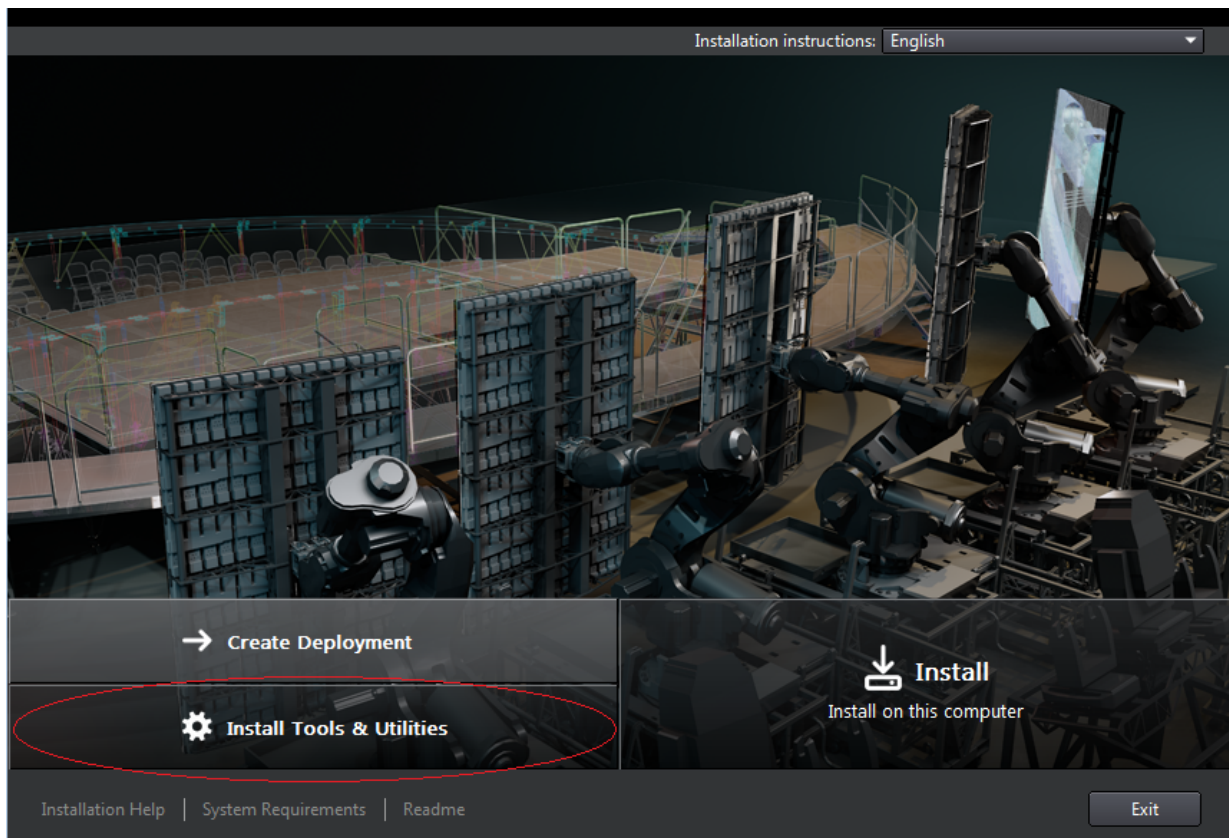 Installation instructions: English
Create Deployment
Install Tools & Utilities
Install
Install on this computer
Installation Help | System Requirements | Readme
Exit